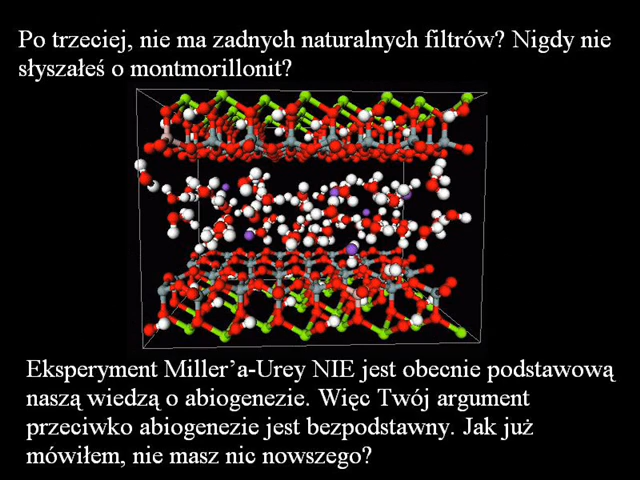 Po trzeciej, nie ma zadnych naturalnych filtrów? Nigdy nie
słyszałeś o montmorillonit?
Eksperyment Miller’a-Urey NIE jest obecnie podstawową
naszą wiedzą o abiogenezie. Więc Twój argument
przeciwko abiogenezie jest bezpodstawny. Jak już
mówiłem, nie masz nic nowszego?